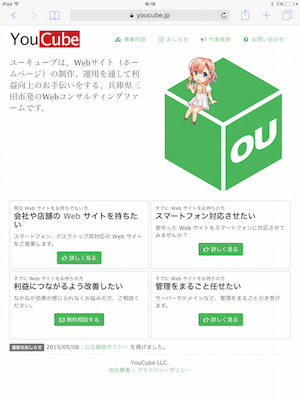 iPad
16:18
youcube.jp
YouCube
事業内容 おしらせ 代表挨拶 お問い合わせ
ユーキューブは、Webサイト（ホ
ームページ）の制作、運用を通して利
益向上のお手伝いをする、兵庫県三
田市発のWebコンサルティングファ
ームです。
OU
現在 Web サイトをお持ちでない方
会社や店舗の Web サイトを持ちた
い
スマートフォン、デスクトップ両対応の Web サイト
をご提案します。
詳しく見る
すでに Web サイトをお持ちの方
スマートフォン対応させたい
昔作った Web サイトをスマートフォンに対応させて
みませんか？
詳しく見る
すでに Web サイトをお持ちの方
利益につながるよう改善したい
なかなか効果が感じられなくお悩みの方、ご相談く
ださい。
無料相談する
すでに Web サイトをお持ちの方
管理をまるごと任せたい
サーバーやドメインなど、管理をまるごと引き受け
ます。
詳しく見る
最新のおしらせ 2015/05/08：公正価格ポリシー を掲げました。
YouCube LLC.
会社概要 • プライバシーポリシー